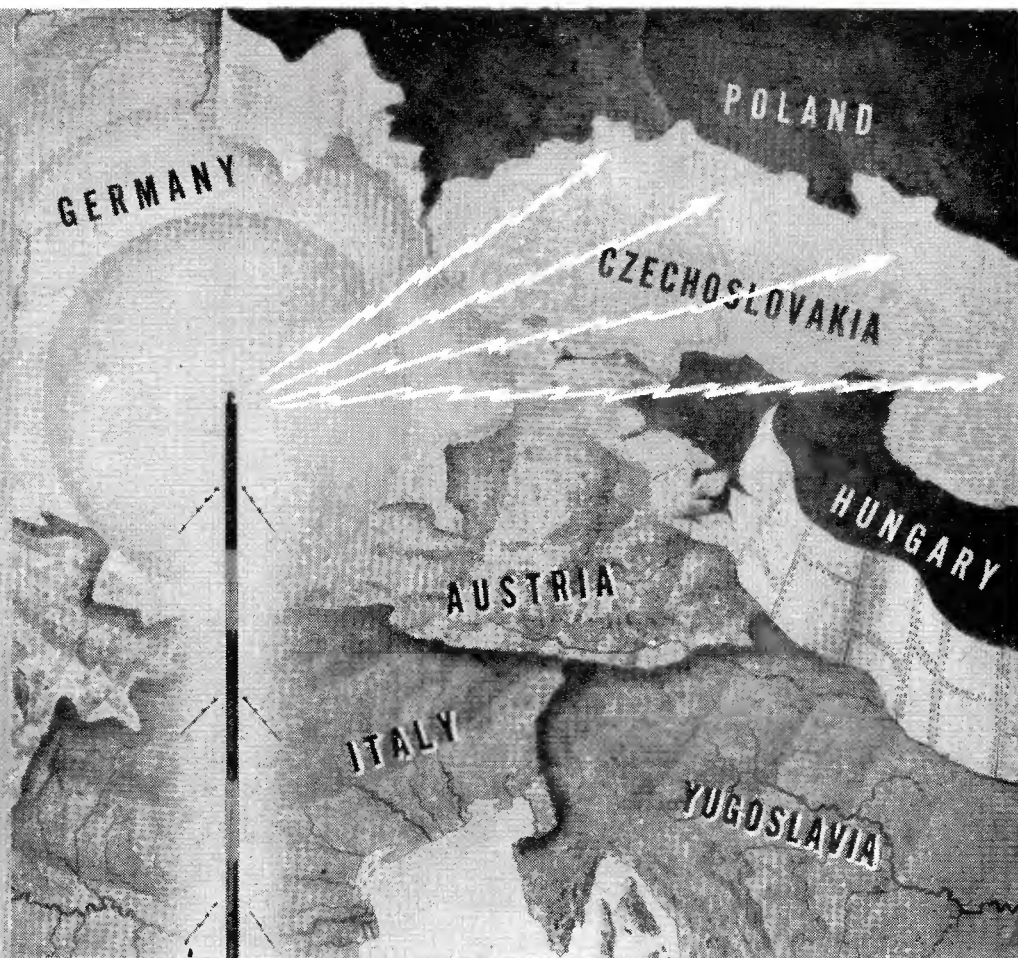 POLAND
GERMANY
CZECHOSLOVAKIA
HUNGARY
AUSTRIA
ITALY
YUGOSLAVIA